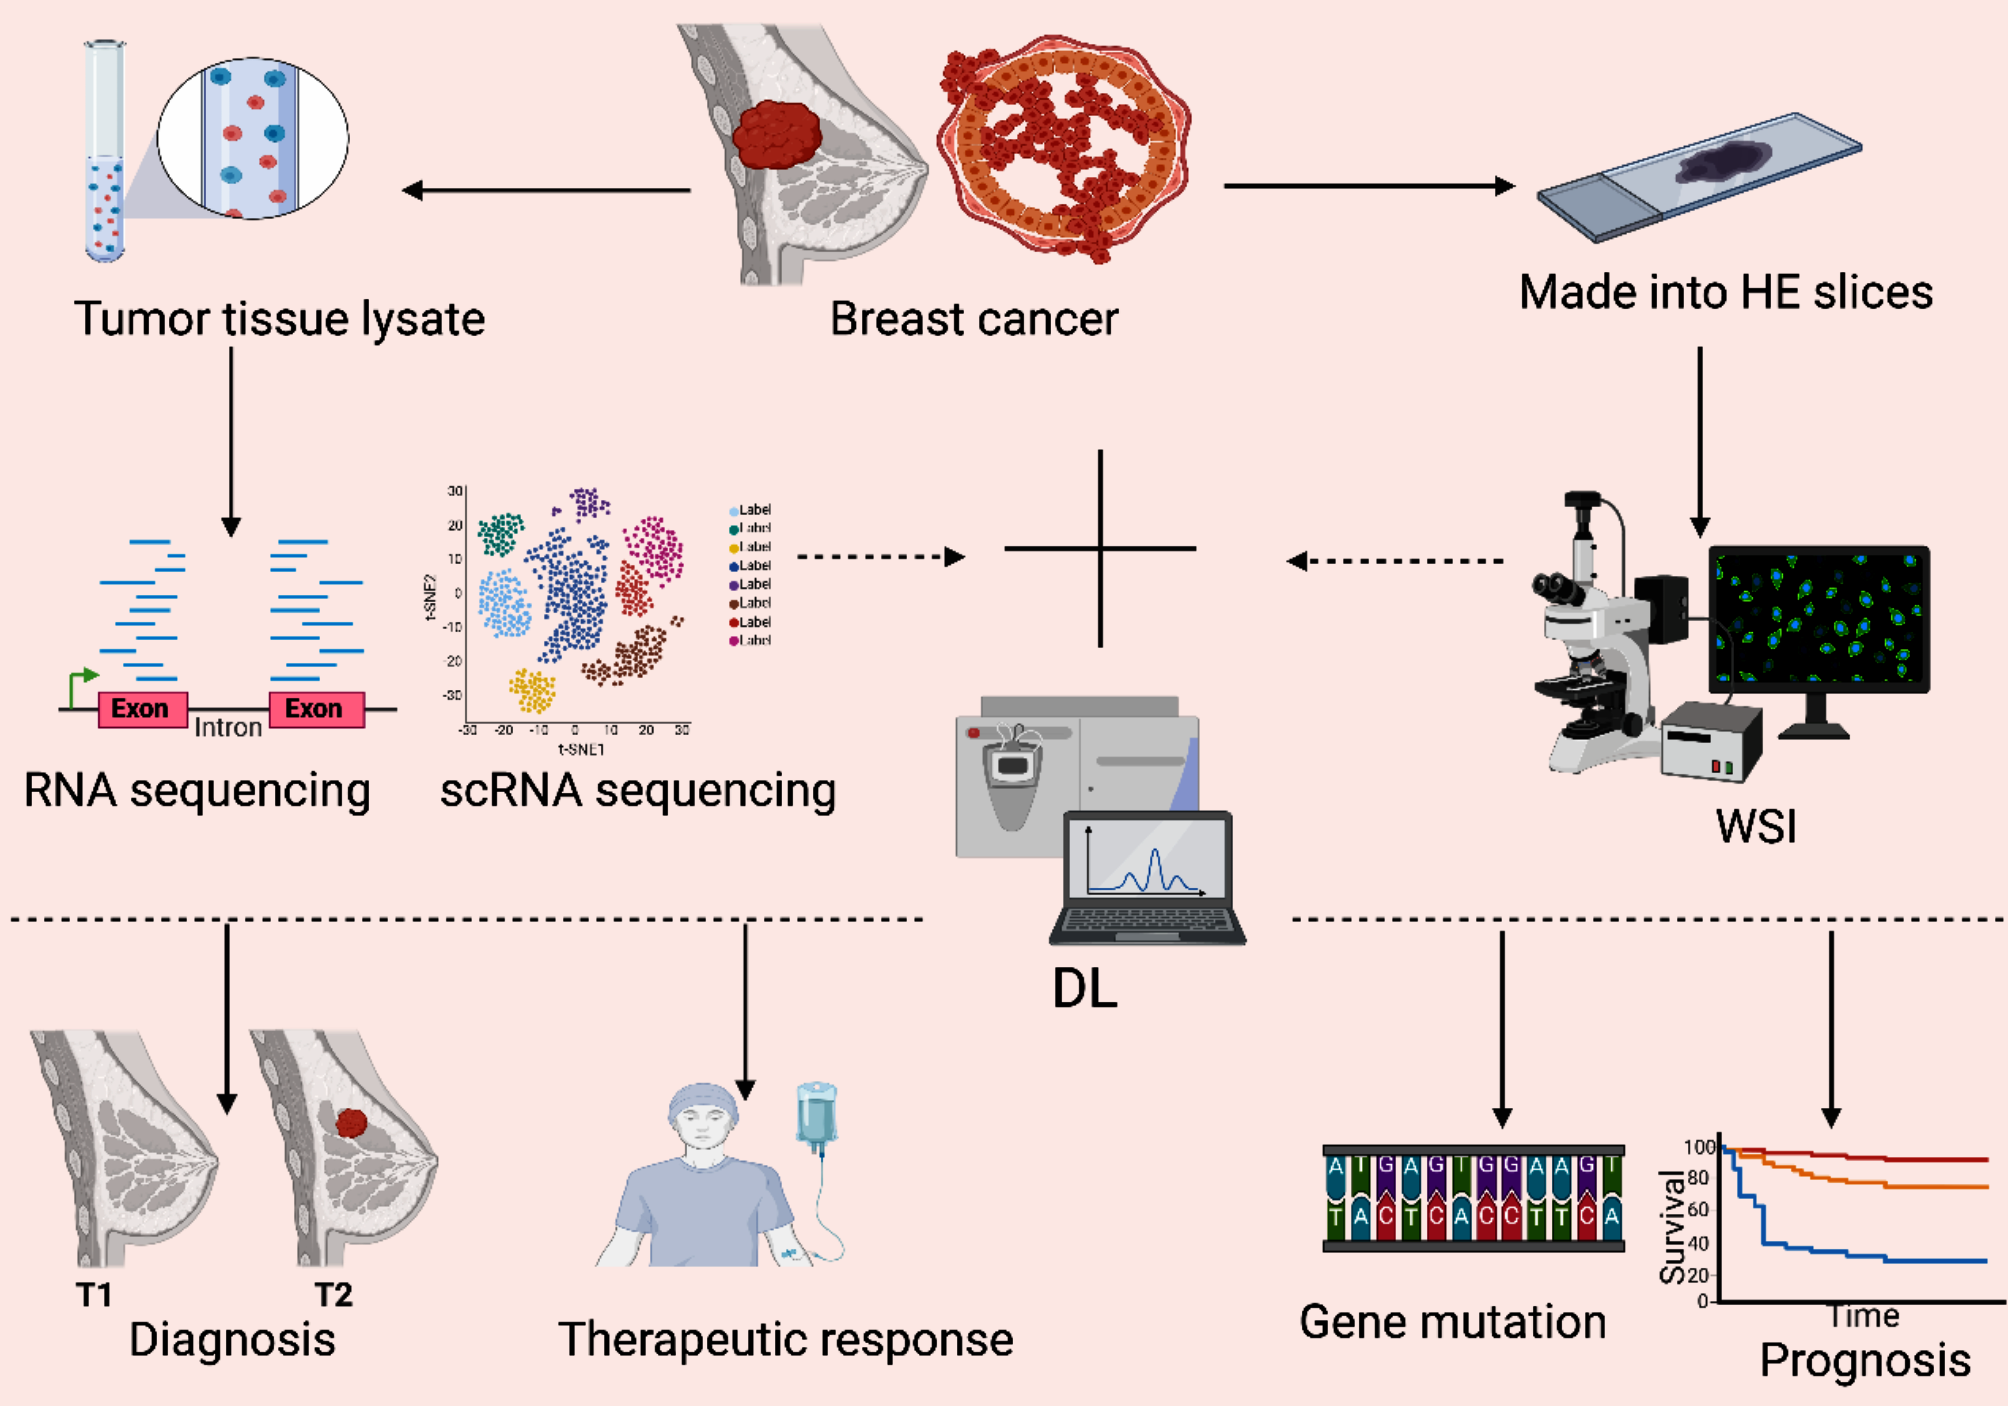 Tumor tissue lysate
Breast cancer
Made into HE slices
30
20
10
0
-10
-20
-30
t-SNE2
-30 -20 -10 0 10 20 30
t-SNE1
Label
Label
Label
Label
Label
Label
Label
Label
Exon
Intron
Exon
RNA sequencing
scRNA sequencing
WSI
DL
T1
T2
Diagnosis
Therapeutic response
A T G A G T G G A A G T
T A C T C A C C T T C A
Gene mutation
100
80
60
40
20
0
Survival
Time
Prognosis